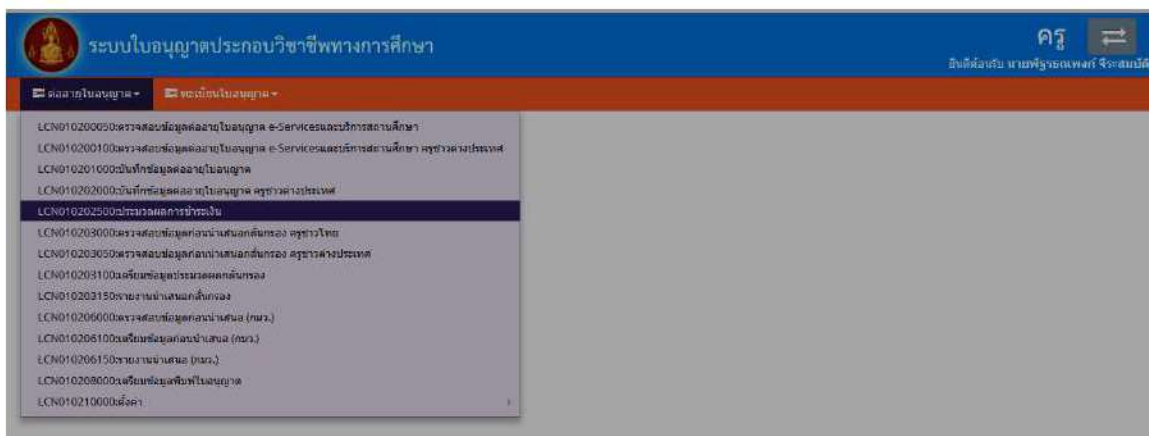 ระบบใบอนุญาตประกอบวิชาชีพทางการศึกษา
ครู
ยินดีต้อนรับ นาย
ต่ออายุใบอนุญาต ทะเบียนใบอนุญาต
LCN010200050:ตรวจสอบข้อมูลต่ออายุใบอนุญาต e-Servicesและบริการสถานศึกษา
LCN010200100:ตรวจสอบข้อมูลต่ออายุใบอนุญาต e-Servicesและบริการสถานศึกษา ครูชาวต่างประเทศ
LCN010201000:บันทึกข้อมูลต่ออายุใบอนุญาต
LCN010202000:บันทึกข้อมูลต่ออายุใบอนุญาต ครูชาวต่างประเทศ
LCN010202500:ประมวลผลการชำระเงิน
LCN010203000:ตรวจสอบข้อมูลก่อนนำเสนอกลั่นกรอง ครูชาวไทย
LCN010203050:ตรวจสอบข้อมูลก่อนนำเสนอกลั่นกรอง ครูชาวต่างประเทศ
LCN010203100:เตรียมข้อมูลประมวลผลกลั่นกรอง
LCN010203150:รายงานนำเสนอกลั่นกรอง
LCN010206000:ตรวจสอบข้อมูลก่อนนำเสนอ (กมว.)
LCN010206100:เตรียมข้อมูลก่อนนำเสนอ (กมว.)
LCN010206150:รายงานนำเสนอ (กมว.)
LCN010208000:เตรียมข้อมูลพิมพ์ใบอนุญาต
LCN010210000:ตั้งค่า